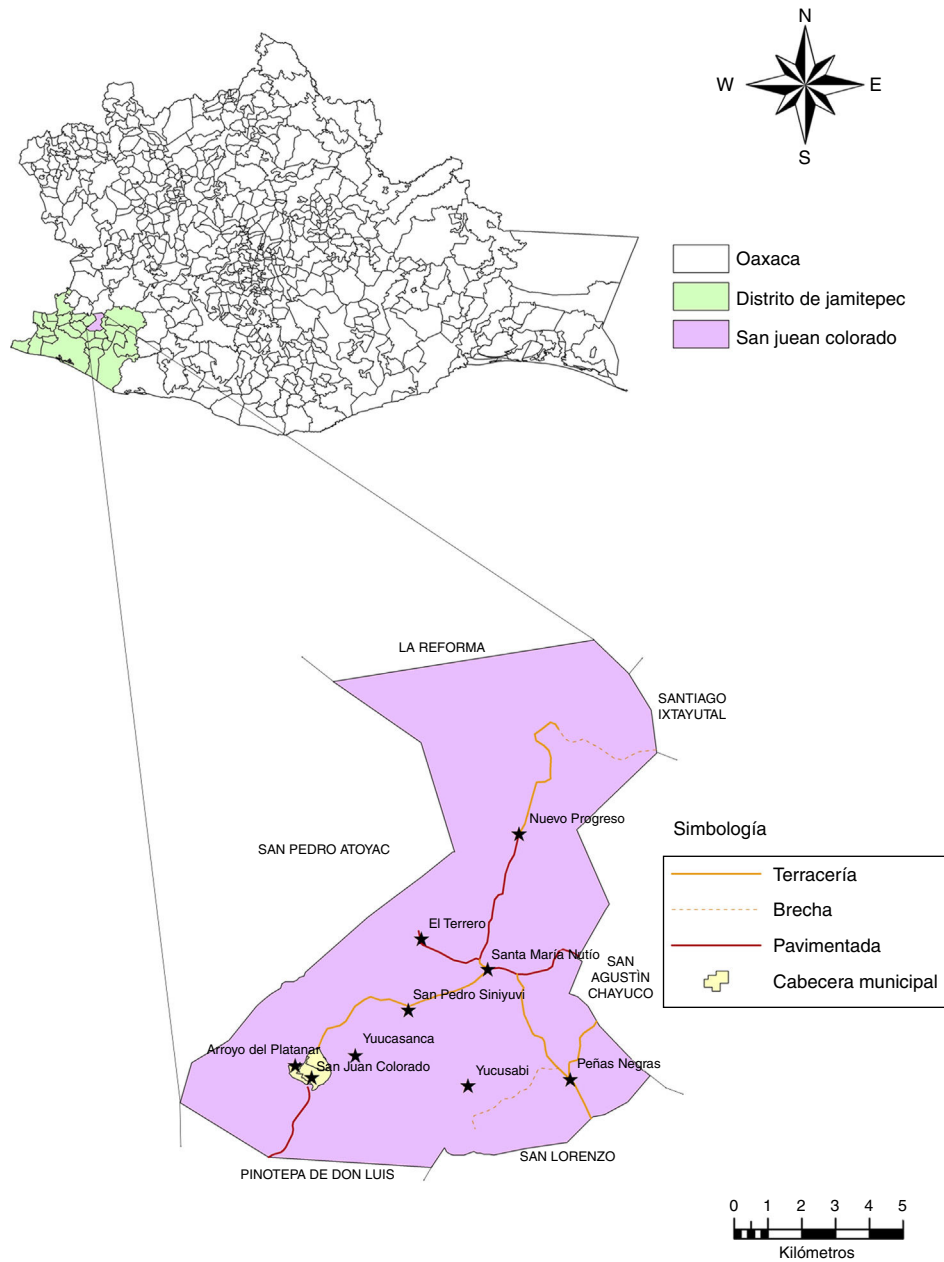 N
W
E
S
Oaxaca
Distrito de jamitepec
San juean colorado
LA REFORMA
SANTIAGO
IXTAYUTAL
Nuevo Progreso
SAN PEDRO ATOYAC
El Terrero
Santa María Nutío
SAN
AGUSTÌN
CHAYUCO
San Pedro Siniyuvi
Yuucasanca
Arroyo del Platanar
San Juan Colorado
Yucusabi
Peñas Negras
SAN LORENZO
PINOTEPA DE DON LUIS
Simbología
Terracería
Brecha
Pavimentada
Cabecera municipal
0 1 2 3 4 5
Kilómetros